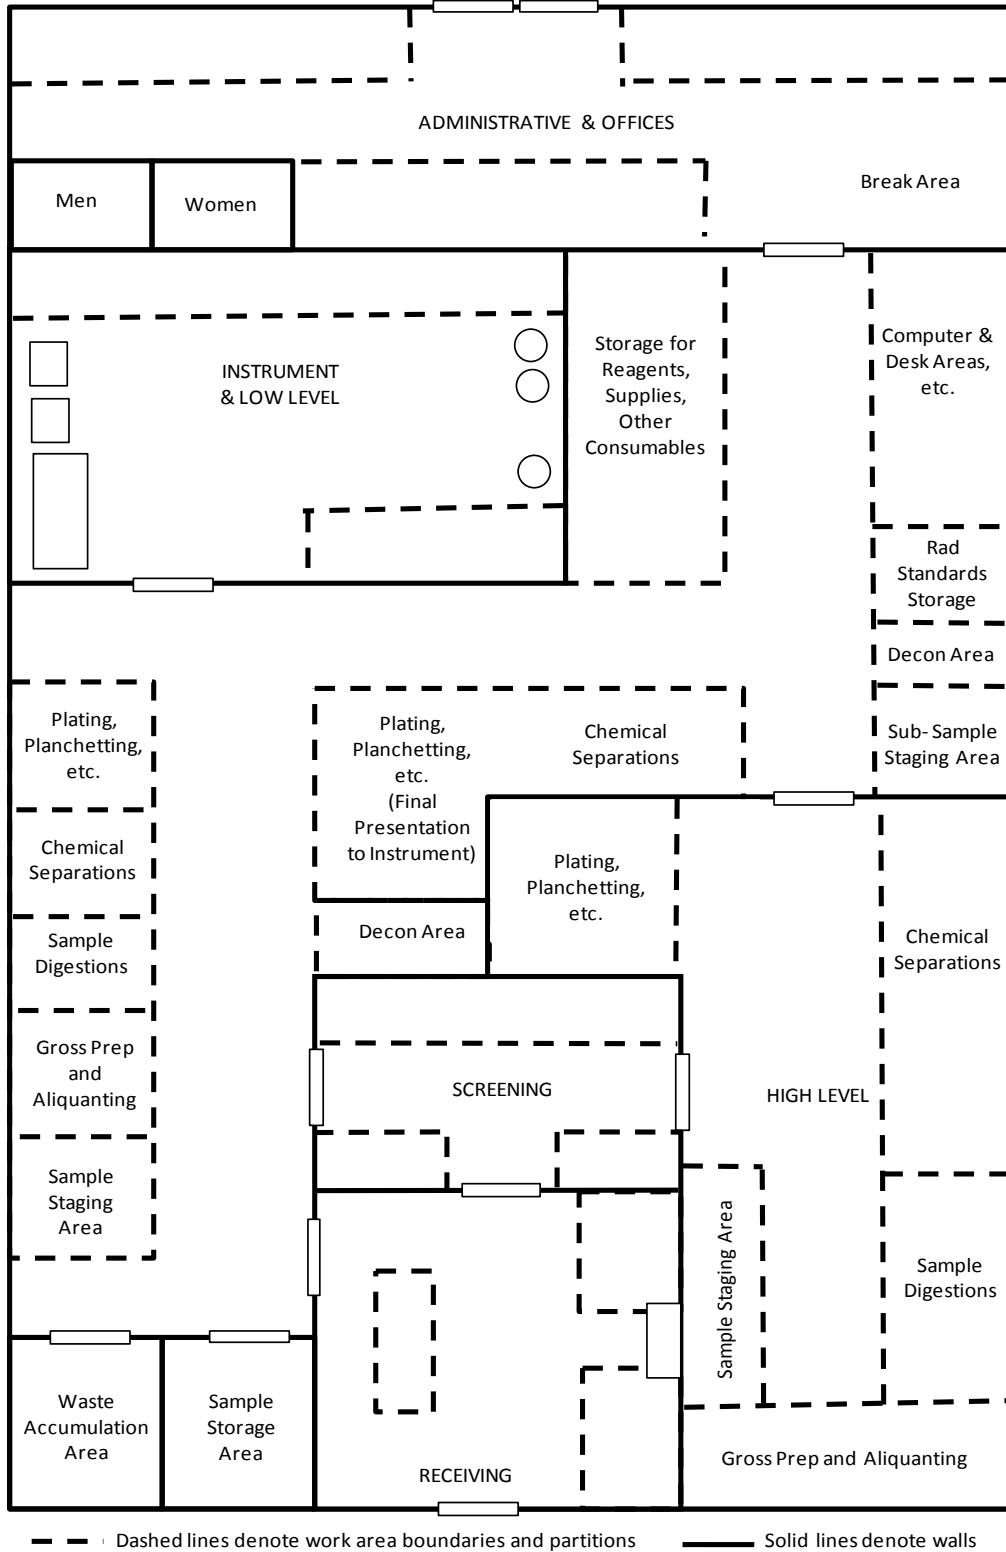 ADMINISTRATIVE & OFFICES
Break Area
Men
Women
INSTRUMENT
& LOW LEVEL
Storage for
Reagents,
Supplies,
Other
Consumables
Computer &
Desk Areas,
etc.
Rad
Standards
Storage
Decon Area
Sub-Sample
Staging Area
Plating,
Planchetting,
etc.
Plating,
Planchetting,
etc.
(Final
Presentation
to Instrument)
Chemical
Separations
Chemical
Separations
Plating,
Planchetting,
etc.
Decon Area
Sample
Digestions
Chemical
Separations
Gross Prep
and
Aliquanting
SCREENING
HIGH LEVEL
Sample
Staging
Area
Sample Staging Area
Sample
Digestions
Waste
Accumulation
Area
Sample
Storage
Area
RECEIVING
Gross Prep and Aliquanting
Dashed lines denote work area boundaries and partitions
Solid lines denote walls